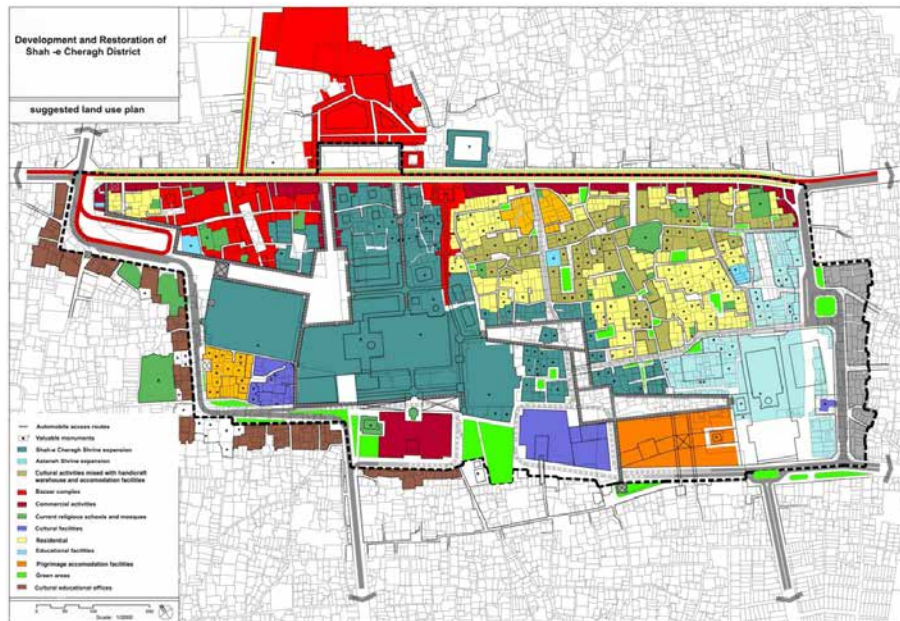 Development and Restoration of
Shah -e Cheragh District
suggested land use plan
Automobile access routes
Valuable monuments
Shah-e Cheragh Shrine expansion
Astaneh Shrine expansion
Cultural activities mixed with handicraft
warehouse and accomodation facilities
Bazaar complex
Commercial activities
Current religious schools and mosques
Cultural facilities
Residential
Educational facilities
Pilgrimage accomodation facilities
Green areas
Cultural educational offices
Scale: